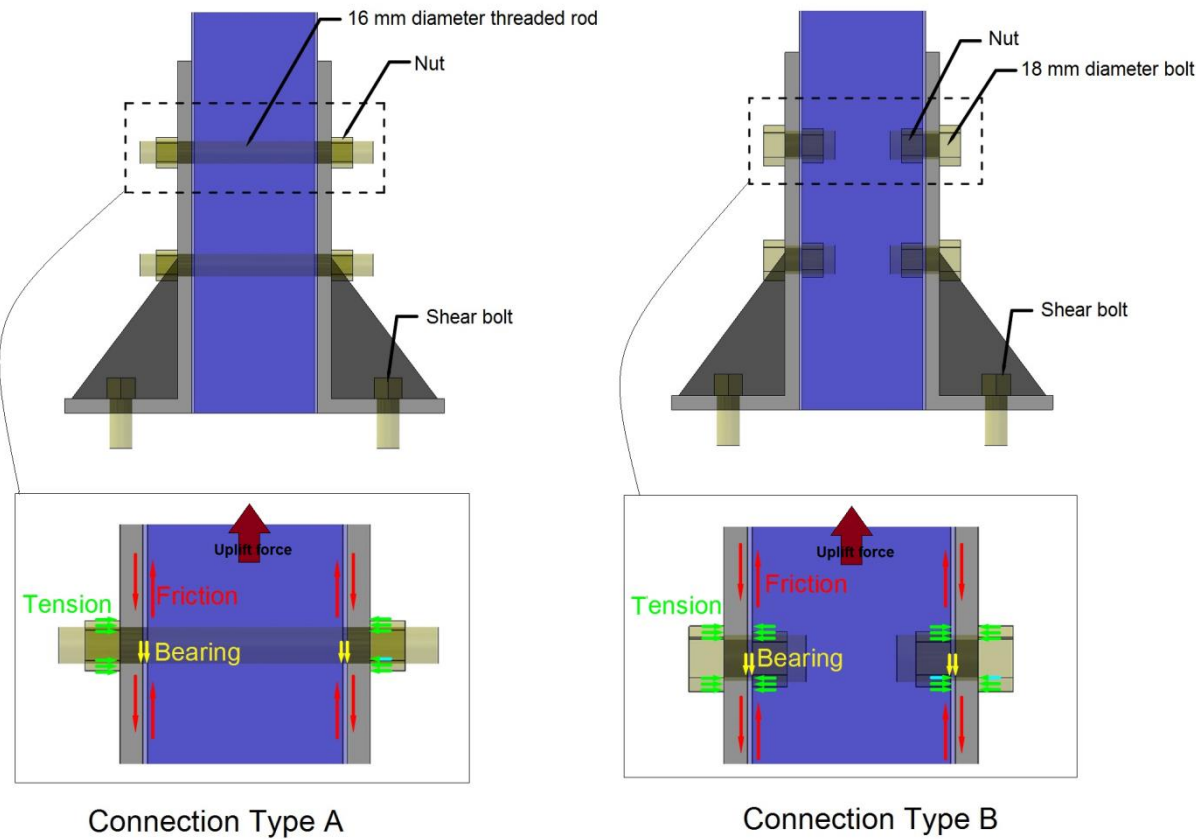 16 mm diameter threaded rod
Nut
Shear bolt
Uplift force
Friction
Tension
Bearing
Connection Type A
Nut
18 mm diameter bolt
Shear bolt
Uplift force
Friction
Tension
Bearing
Connection Type B